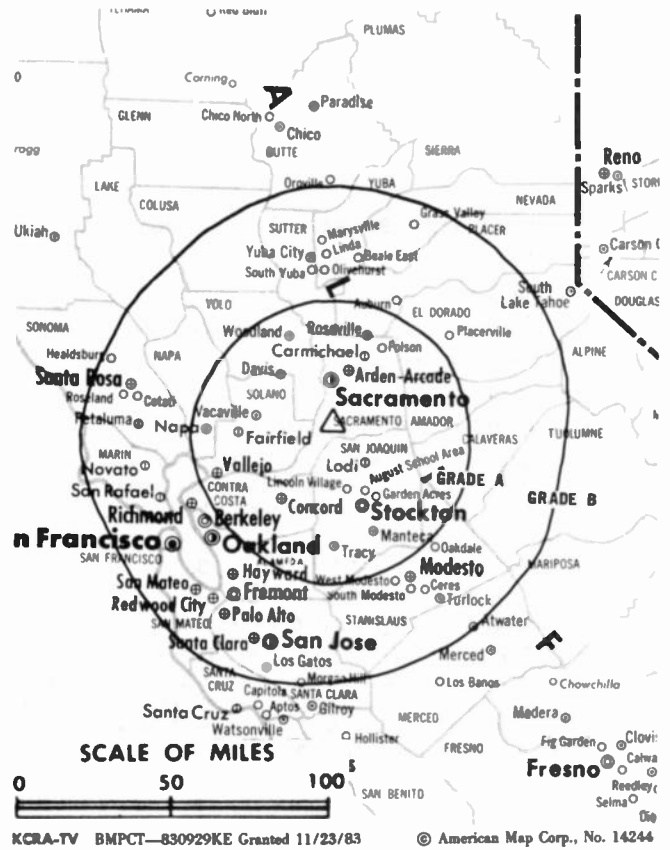 TEHAMA
Red Bluff
PLUMAS
Corning
GLENN
Chico North
A
Paradise
Chico
BUTTE
ragg
SIERRA
Reno
LAKE
COLUSA
Oroville
YUBA
NEVADA
Sparks
STOR
Ukiah
SUTTER
Marysville
Grass Valley
PLACER
Yuba City
Linda
Beale East
Carson C
South Yuba
Olivehurst
CARSON C
L
South
Lake Tahoe
DOUGLAS
YOLO
Auburn
EL DORADO
SONOMA
Woodland
Roseville
Placerville
Healdsburg
NAPA
Carmichael
Folson
ALPINE
Santa Rosa
Davis
Arden-Arcade
Roseland
Cotati
SOLANO
Sacramento
Petaluma
Napa
Vacaville
SACRAMENTO
AMADOR
Fairfield
CALAVERAS
TUOLUMNE
MARIN
SAN JOAQUIN
Novato
Vallejo
Lodi
August School Area
San Rafael
CONTRA
COSTA
Lincoln Village
GRADE A
Richmond
Concord
Garden Acres
GRADE B
Berkeley
Stockton
n Francisco
Oakland
Manteca
SAN FRANCISCO
ALAMEDA
Tracy
Oakdale
MARIPOSA
Hayward
West Modesto
Modesto
San Mateo
Fremont
South Modesto
Ceres
Redwood City
Turlock
SAN MATEO
Palo Alto
STANISLAUS
Atwater
F
Santa Clara
San Jose
Merced
Los Gatos
SANTA
CRUZ
Morgan Hill
Los Banos
Chowchilla
Capitola
SANTA CLARA
Santa Cruz
Aptos
Gilroy
MERCED
Madera
Watsonville
Hollister
FRESNO
Fig Garden
Clovi
SCALE OF MILES
Fresno
Calwa
0 50 100
Reedley
SAN BENITO
Selma
KCRA-TV BMPCT—830929KE Granted 11/23/83 © American Map Corp., No. 14244